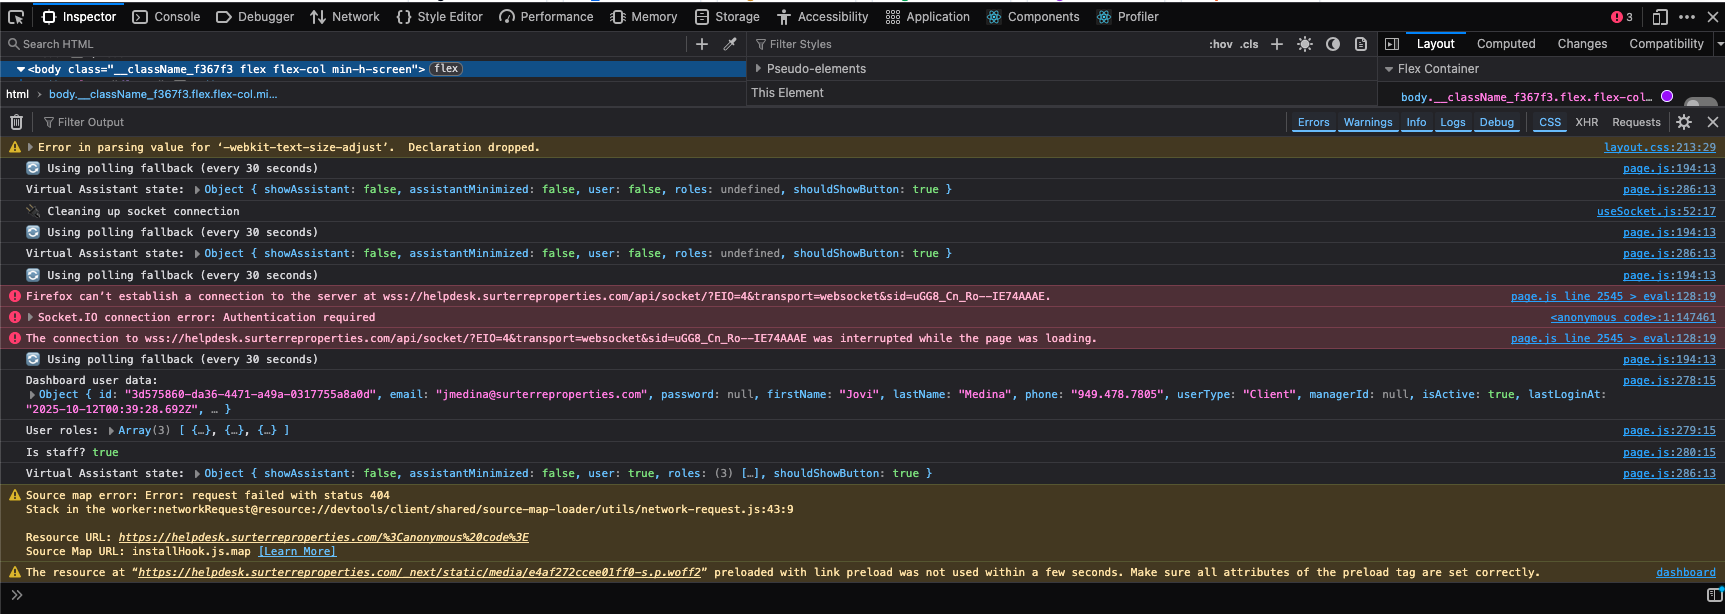 Inspector Console Debugger Network Style Editor Performance Memory Storage Accessibility Application Components Profiler 3
Search HTML
Filter Styles :hov .cls
Layout Computed Changes Compatibility
<body class="__className_f367f3 flex flex-col min-h-screen"> flex
Pseudo-elements
Flex Container
html body.__className_f367f3.flex.flex-col.mi…
This Element
body.__className_f367f3.flex.flex-col…
Filter Output Errors Warnings Info Logs Debug CSS XHR Requests
Error in parsing value for ‘-webkit-text-size-adjust’. Declaration dropped. layout.css:213:29
Using polling fallback (every 30 seconds) page.js:194:13
Virtual Assistant state: Object { showAssistant: false, assistantMinimized: false, user: false, roles: undefined, shouldShowButton: true } page.js:286:13
Cleaning up socket connection useSocket.js:52:17
Using polling fallback (every 30 seconds) page.js:194:13
Virtual Assistant state: Object { showAssistant: false, assistantMinimized: false, user: false, roles: undefined, shouldShowButton: true } page.js:286:13
Using polling fallback (every 30 seconds) page.js:194:13
Firefox can’t establish a connection to the server at wss://helpdesk.surterreproperties.com/api/socket/?EIO=4&transport=websocket&sid=uGG8_Cn_Ro--IE74AAAE. page.js line 2545 > eval:128:19
Socket.IO connection error: Authentication required <anonymous code>:1:147461
The connection to wss://helpdesk.surterreproperties.com/api/socket/?EIO=4&transport=websocket&sid=uGG8_Cn_Ro--IE74AAAE was interrupted while the page was loading. page.js line 2545 > eval:128:19
Using polling fallback (every 30 seconds) page.js:194:13
Dashboard user data: page.js:278:15
Object { id: "3d575860-da36-4471-a49a-0317755a8a0d", email: "jmedina@surterreproperties.com", password: null, firstName: "Jovi", lastName: "Medina", phone: "949.478.7805", userType: "Client", managerId: null, isActive: true, lastLoginAt:
"2025-10-12T00:39:28.692Z", … }
User roles: Array(3) [ {…}, {…}, {…} ] page.js:279:15
Is staff? true page.js:280:15
Virtual Assistant state: Object { showAssistant: false, assistantMinimized: false, user: true, roles: (3) […], shouldShowButton: true } page.js:286:13
Source map error: Error: request failed with status 404
Stack in the worker:networkRequest@resource://devtools/client/shared/source-map-loader/utils/network-request.js:43:9
Resource URL: https://helpdesk.surterreproperties.com/%3Canonymous%20code%3E
Source Map URL: installHook.js.map [Learn More]
The resource at “https://helpdesk.surterreproperties.com/_next/static/media/e4af272ccee01ff0-s.p.woff2” preloaded with link preload was not used within a few seconds. Make sure all attributes of the preload tag are set correctly. dashboard